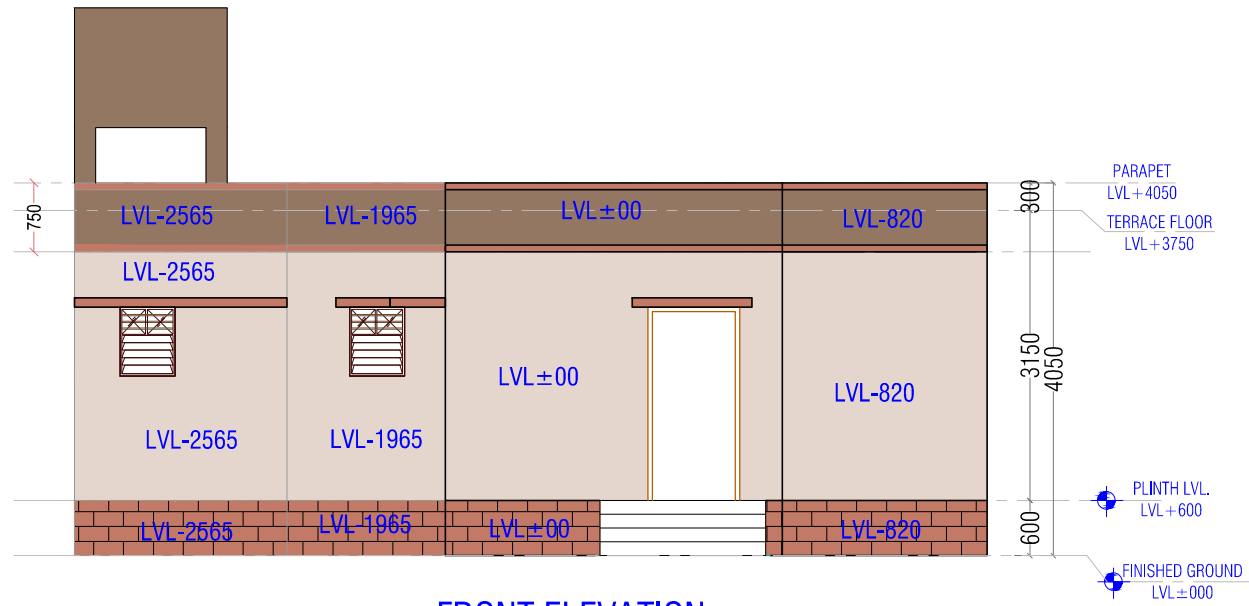 PARAPET
LVL+4050
300
750
LVL-2565
LVL-1965
LVL±00
LVL-820
TERRACE FLOOR
LVL+3750
LVL-2565
3150
4050
LVL±00
LVL-820
LVL-2565
LVL-1965
PLINTH LVL.
LVL+600
LVL-2565
LVL-1965
LVL±00
LVL-820
600
FINISHED GROUND
LVL±000
FRONT ELEVATION